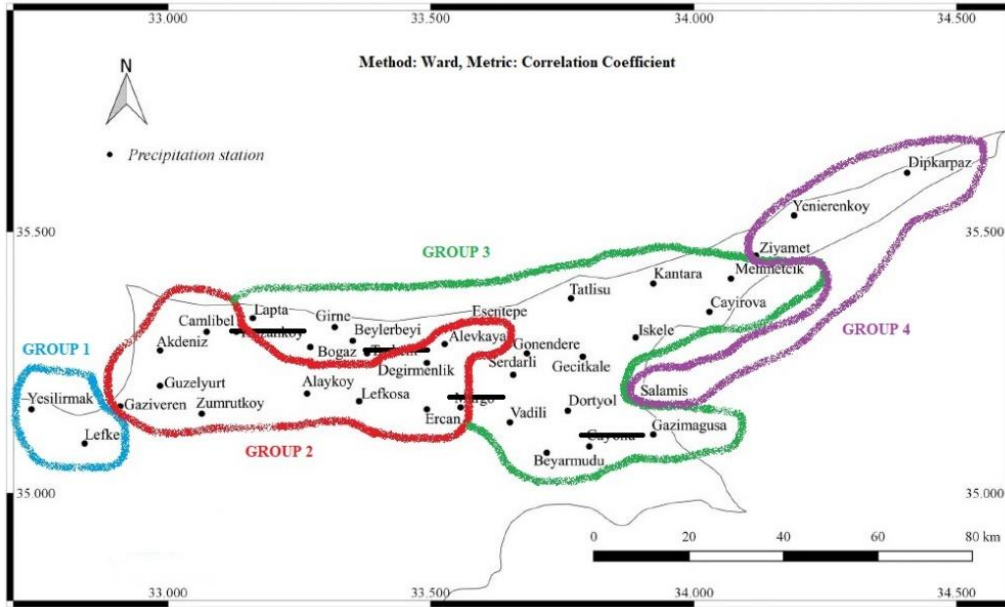 33.000 33.500 34.000 34.500
Method: Ward, Metric: Correlation Coefficient
N
Precipitation station
Dipkarpaz
Yenierenkoy
35.500 35.500
Ziyamet
GROUP 3
Mehmetcik
Kantara
Tatlisu
Cayirova
GROUP 4
Lapta Girne Esentepe
Camlibel Beylerbeyi
Iskele
Akdeniz Bogaz Alevkaya Gonendere
GROUP 1
Degirmenlik Serdarli Gecitkale
Guzelyurt Alaykoy Salamis
Yesilirmak Gaziveren Zumrutkoy Lefkosa
Ercan Vadili Dortyol
Lefke Gazimagusa
GROUP 2
Beyarmudu
35.000 35.000
0 20 40 60 80 km
33.000 33.500 34.000 34.500